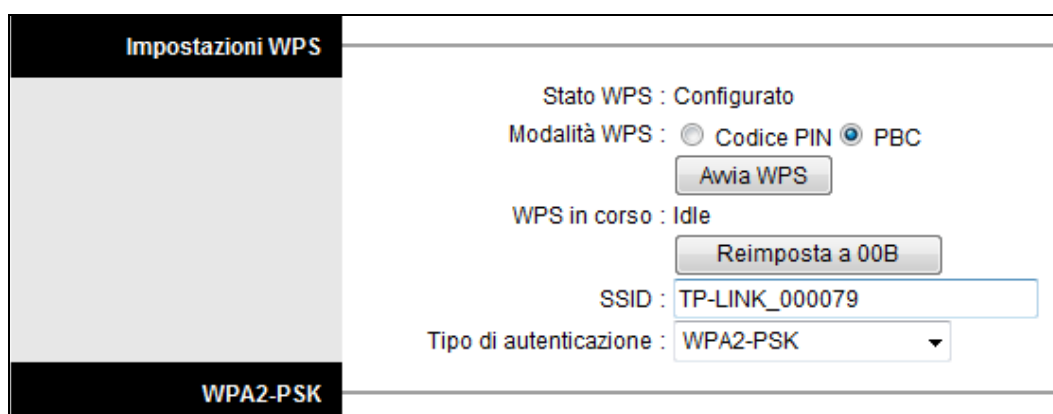 Impostazioni WPS
Stato WPS : Configurato
Modalità WPS : Codice PIN PBC
Avvia WPS
WPS in corso : Idle
Reimposta a 00B
SSID : TP-LINK_000079
Tipo di autenticazione : WPA2-PSK
WPA2-PSK